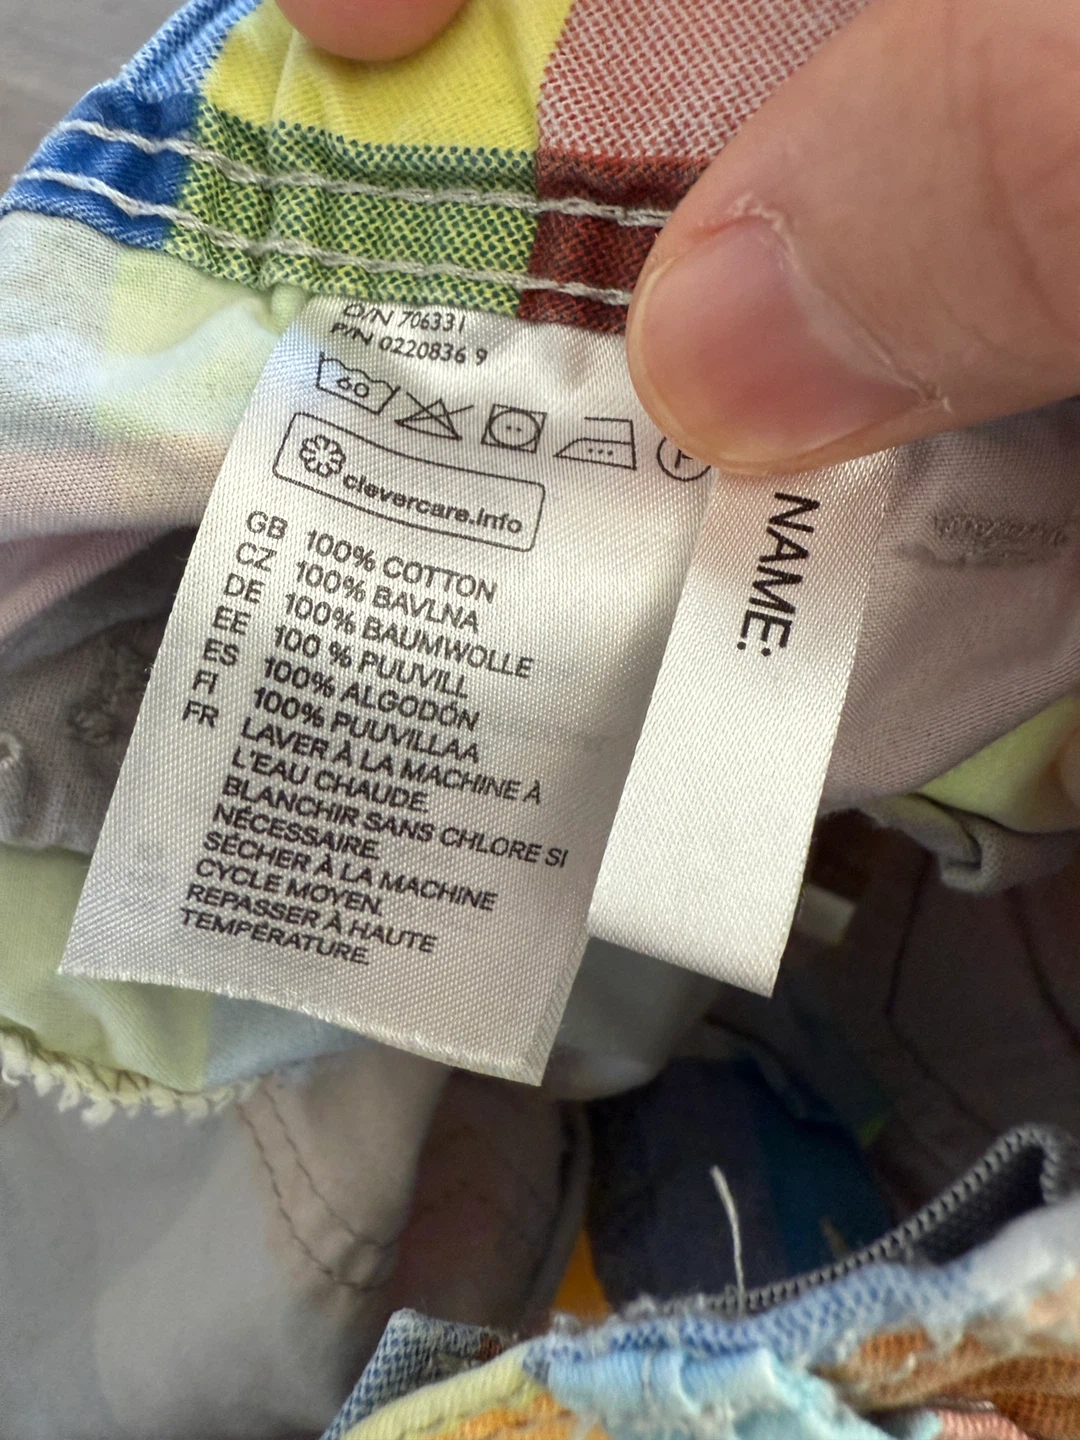 O/N 706331
P/N 0220836 9
60
P
clevercare.info
GB 100% COTTON
CZ 100% BAVLNA
DE 100% BAUMWOLLE
EE 100 % PUUVILL
ES 100% ALGODÓN
FI 100% PUUVILLAA
FR LAVER À LA MACHINE À
L'EAU CHAUDE.
BLANCHIR SANS CHLORE SI
NÉCESSAIRE.
SÉCHER À LA MACHINE
CYCLE MOYEN.
REPASSER À HAUTE
TEMPÉRATURE.
NAME: